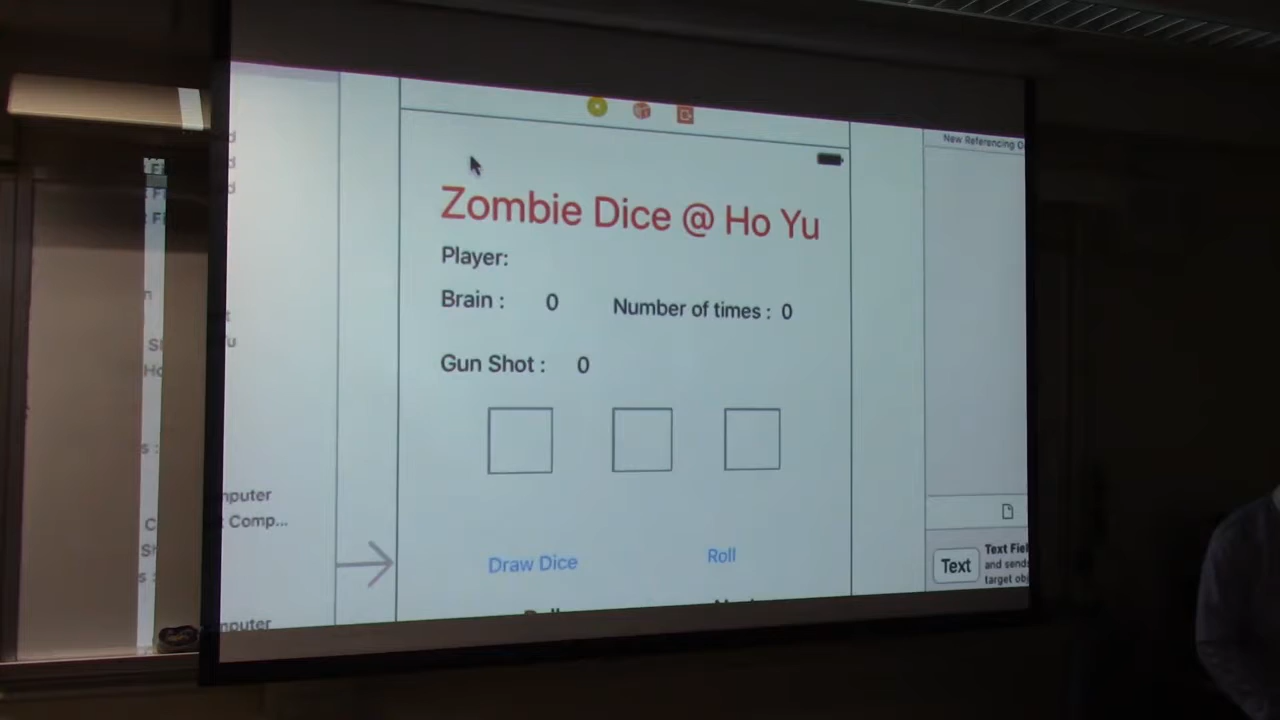 New Referencing O
Zombie Dice @ Ho Yu
Player:
Brain : 0 Number of times : 0
Gun Shot : 0
nputer
Comp...
Draw Dice Roll
Text
Text Fiel
and sends
target obj
nputer